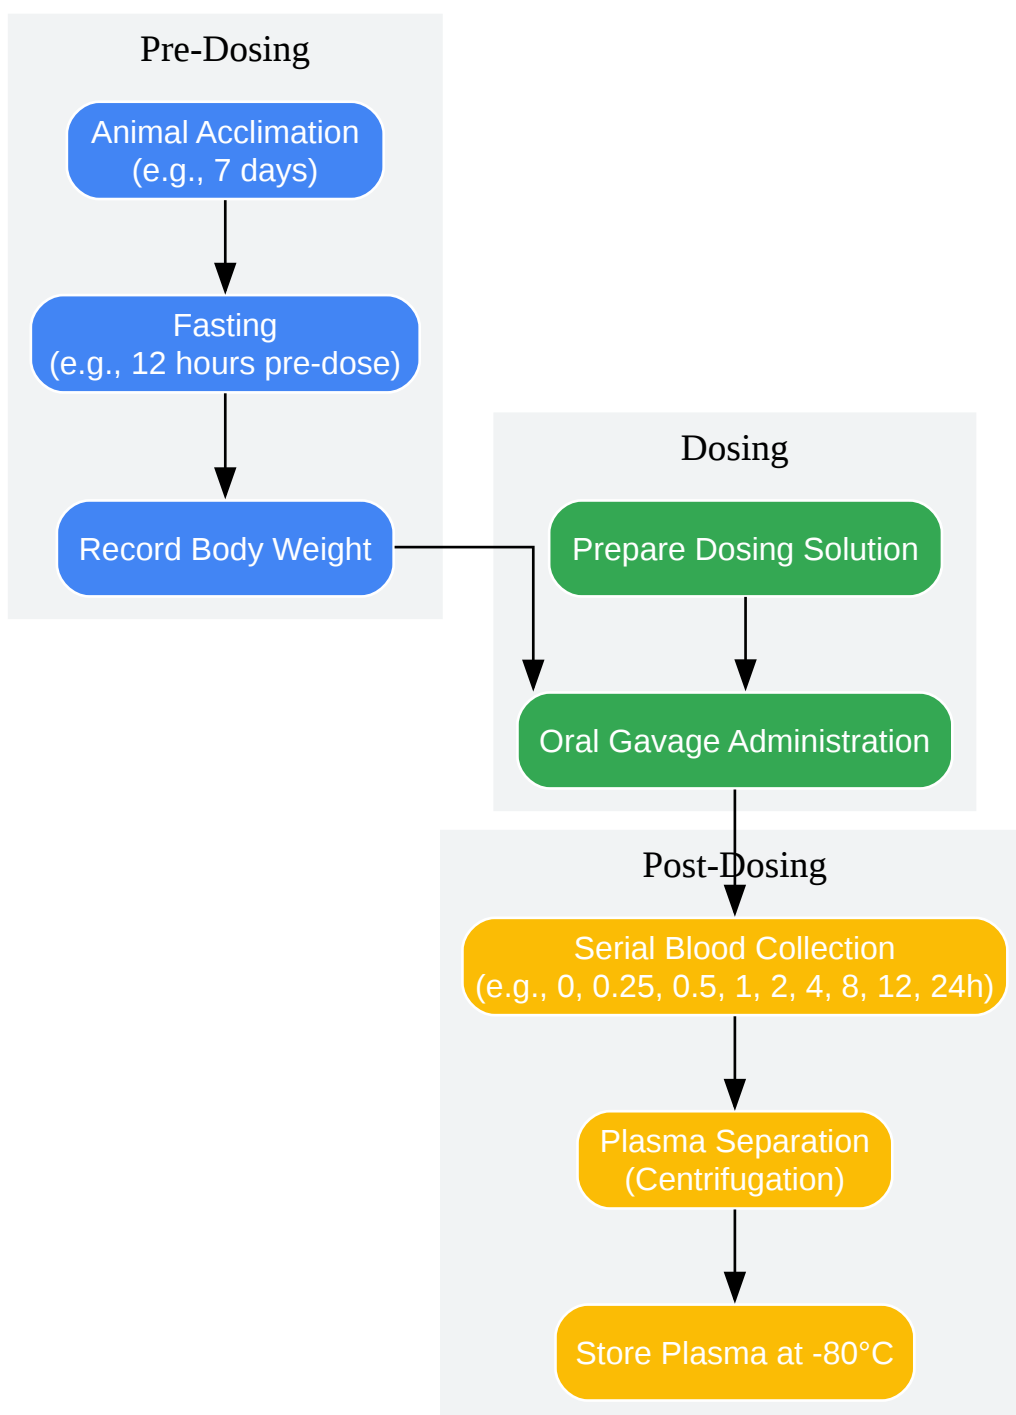 Pre-Dosing
Animal Acclimation
(e.g., 7 days)
Fasting
(e.g., 12 hours pre-dose)
Record Body Weight
Dosing
Prepare Dosing Solution
Oral Gavage Administration
Post-Dosing
Serial Blood Collection
(e.g., 0, 0.25, 0.5, 1, 2, 4, 8, 12, 24h)
Plasma Separation
(Centrifugation)
Store Plasma at -80°C